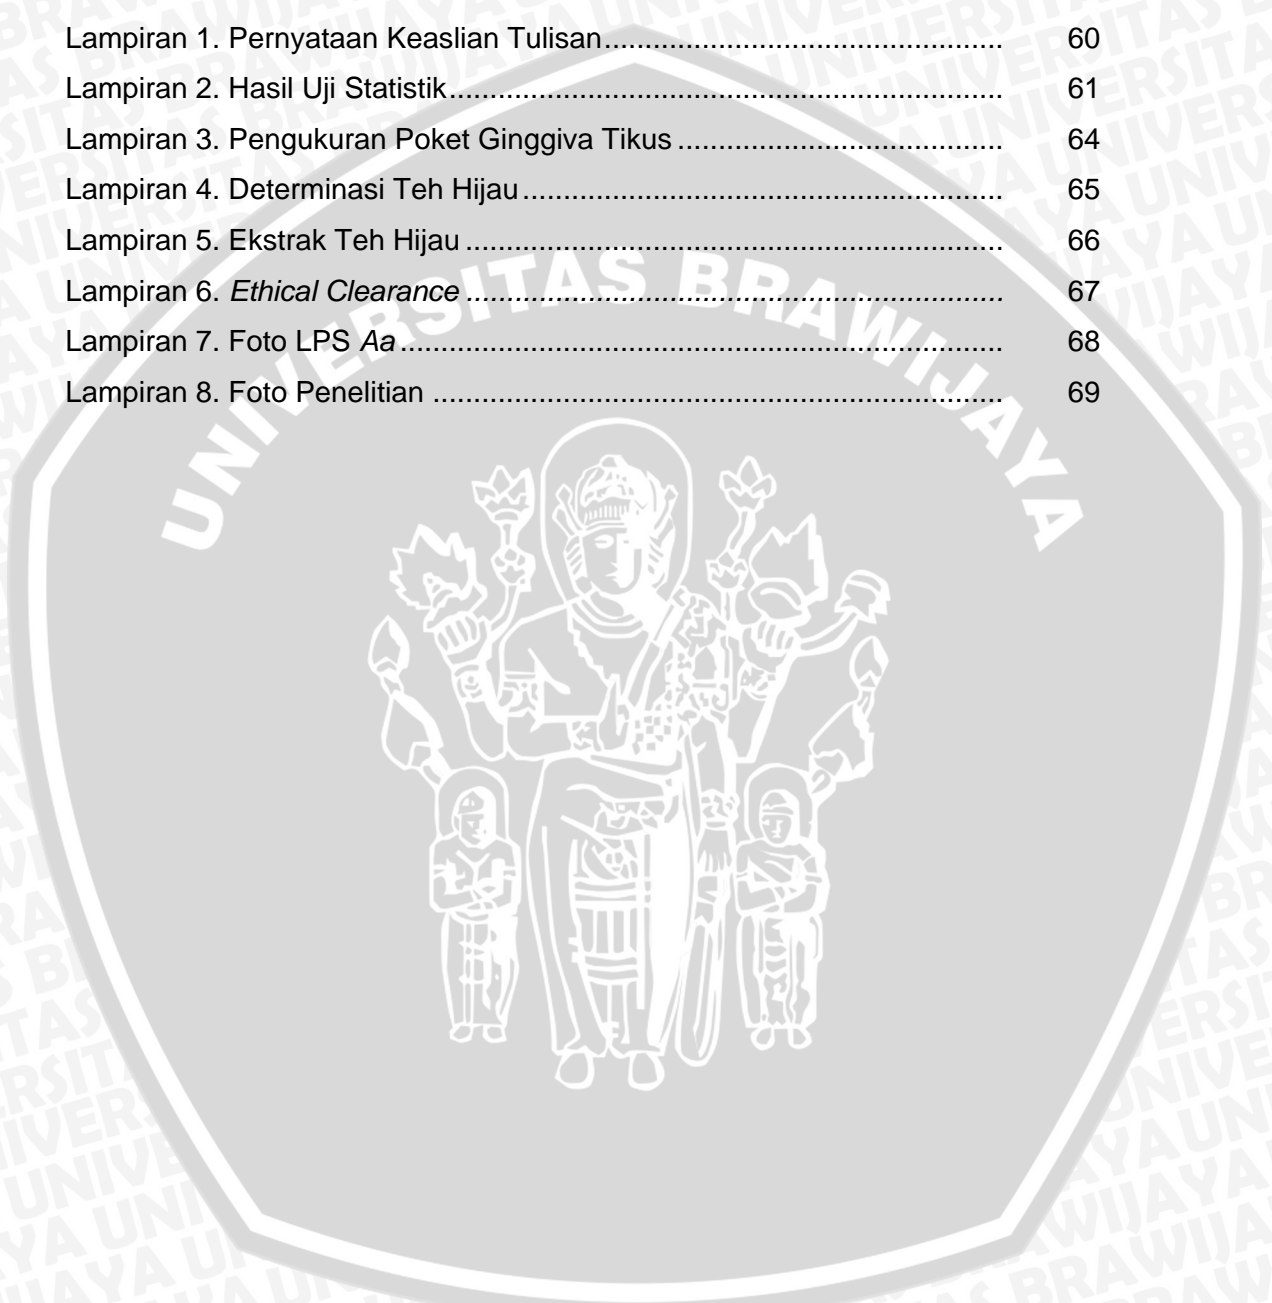 Lampiran 1. Pernyataan Keaslian Tulisan................................................. 60
Lampiran 2. Hasil Uji Statistik.................................................................... 61
Lampiran 3. Pengukuran Poket Ginggiva Tikus ........................................ 64
Lampiran 4. Determinasi Teh Hijau........................................................... 65
Lampiran 5. Ekstrak Teh Hijau .................................................................. 66
Lampiran 6. Ethical Clearance .................................................................. 67
Lampiran 7. Foto LPS Aa.......................................................................... 68
Lampiran 8. Foto Penelitian ...................................................................... 69
UNIVERSITAS BRAWIJAYA